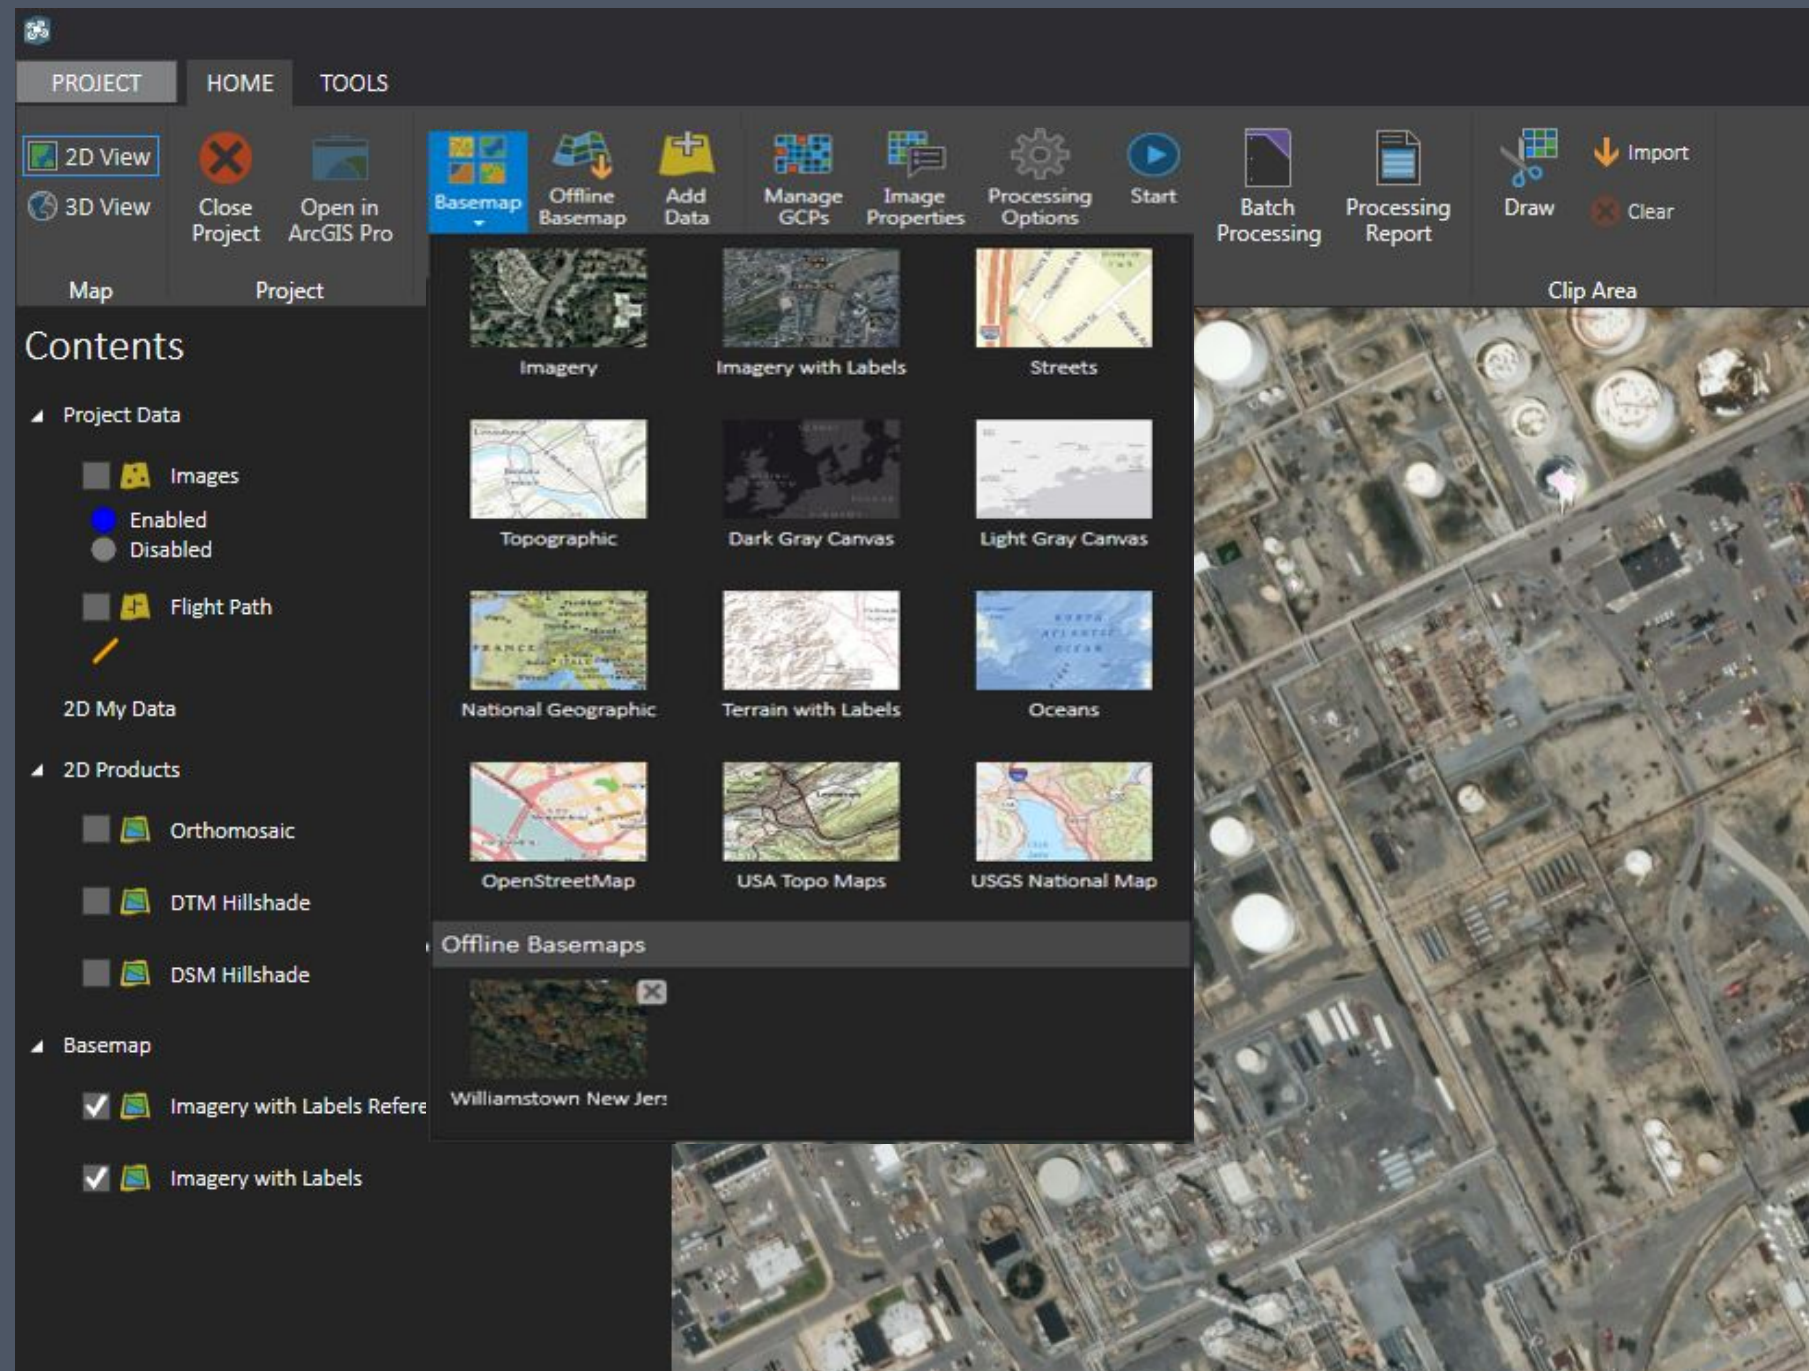 PROJECT
HOME
TOOLS
2D View
3D View
Map
Close
Project
Open in
ArcGIS Pro
Project
Basemap
Offline
Basemap
Add
Data
Manage
GCPs
Image
Properties
Processing
Options
Start
Batch
Processing
Processing
Report
Draw
Import
Clear
Clip Area
Contents
Project Data
Images
Enabled
Disabled
Flight Path
2D My Data
2D Products
Orthomosaic
DTM Hillshade
DSM Hillshade
Basemap
Imagery with Labels Refere
Imagery with Labels
Imagery
Imagery with Labels
Streets
Topographic
Dark Gray Canvas
Light Gray Canvas
FRANCE
NORTH
ATLANTIC
OCEAN
National Geographic
Terrain with Labels
Oceans
OpenStreetMap
USA Topo Maps
USGS National Map
Offline Basemaps
Williamstown New Jer